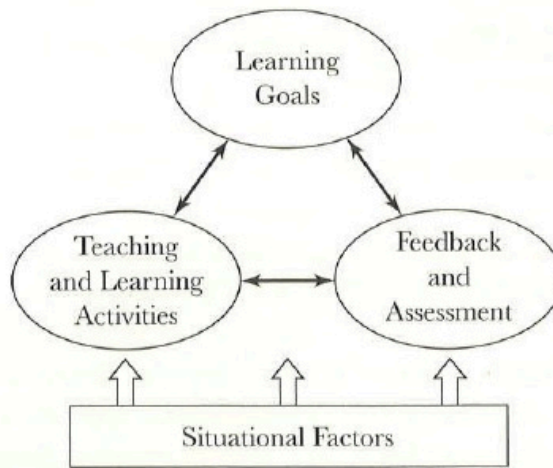 Learning
Goals
Teaching
and Learning
Activities
Feedback
and
Assessment
Situational Factors